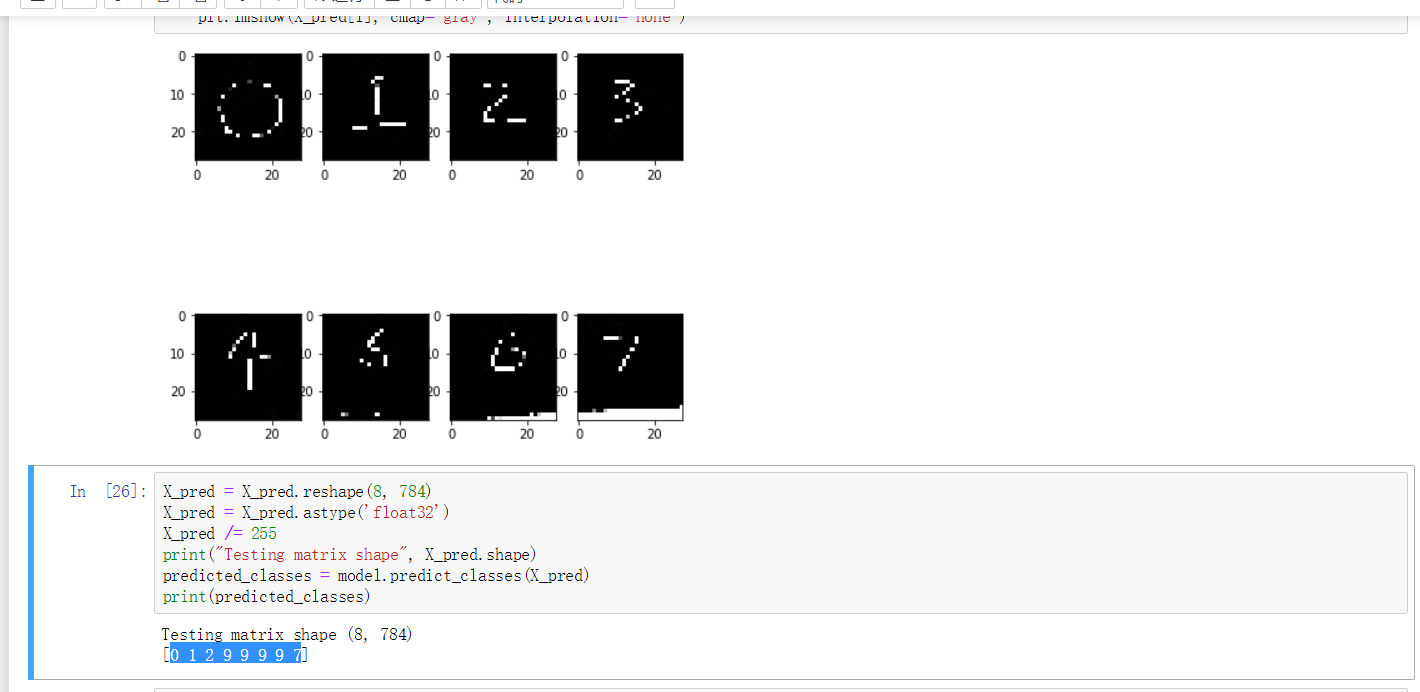 plt.imshow(X_pred[i], cmap='gray', interpolation='none')
0 0 0 0
10 10 10 10
20 20 20 20
0 20 0 20 0 20 0 20
0 0 0 0
10 10 10 10
20 20 20 20
0 20 0 20 0 20 0 20
In [26]:
X_pred = X_pred.reshape(8, 784)
X_pred = X_pred.astype('float32')
X_pred /= 255
print("Testing matrix shape", X_pred.shape)
predicted_classes = model.predict_classes(X_pred)
print(predicted_classes)
Testing matrix shape (8, 784)
[0 1 2 9 9 9 9 7]